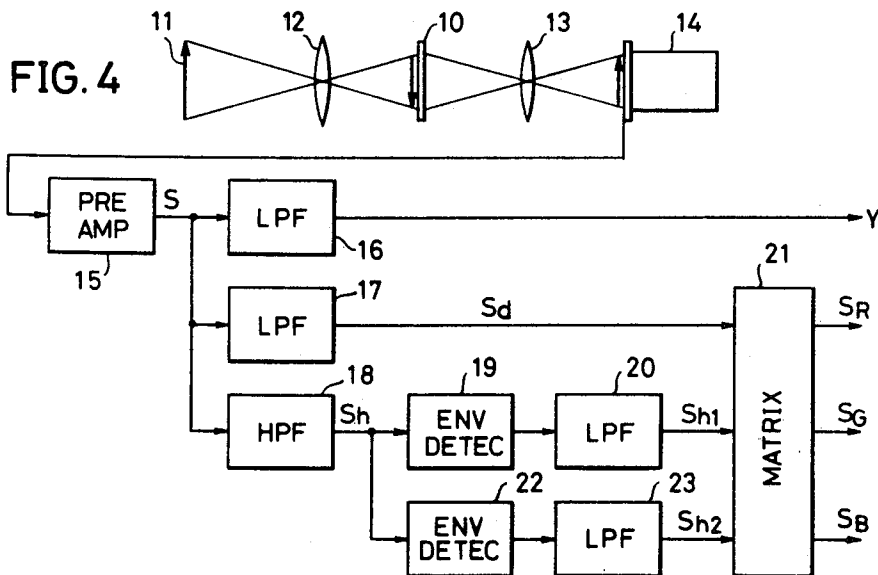 FIG. 4
11
12
10
13
14
PRE AMP
15
S
LPF
16
Y
LPF
17
Sd
HPF
18
Sh
ENV DETEC
19
LPF
20
Sh1
ENV DETEC
22
LPF
23
Sh2
MATRIX
21
SR
SG
SB